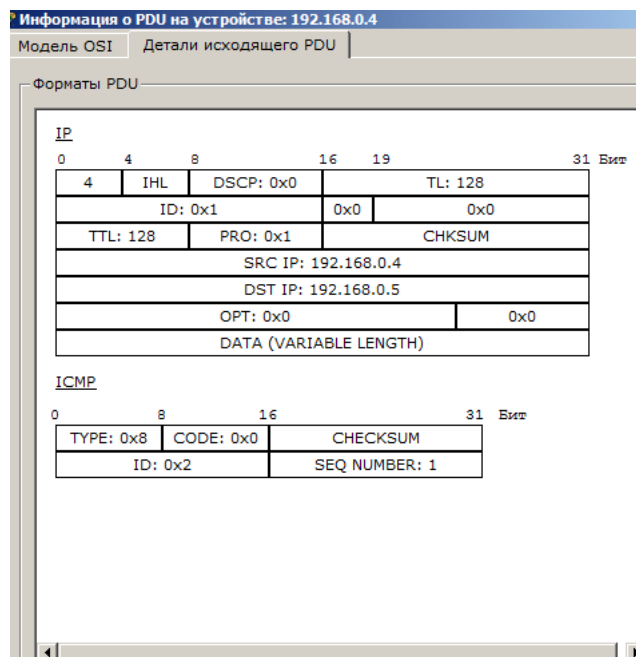 Информация о PDU на устройстве: 192.168.0.4
Модель OSI Детали исходящего PDU
Форматы PDU
IP
0 4 8 16 19 31 Бит
4 IHL DSCP: 0x0 TL: 128
ID: 0x1 0x0 0x0
TTL: 128 PRO: 0x1 CHKSUM
SRC IP: 192.168.0.4
DST IP: 192.168.0.5
OPT: 0x0 0x0
DATA (VARIABLE LENGTH)
ICMP
0 8 16 31 Бит
TYPE: 0x8 CODE: 0x0 CHECKSUM
ID: 0x2 SEQ NUMBER: 1